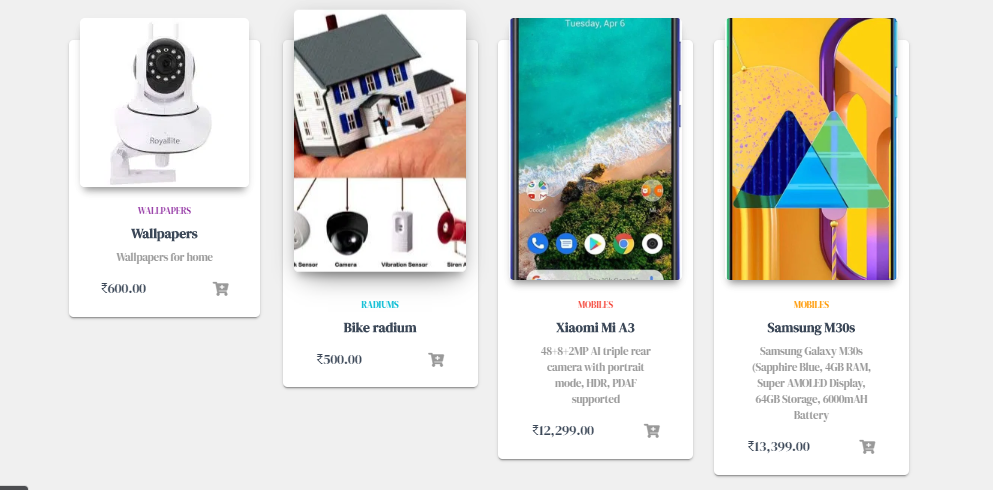 Royallite
WALLPAPERS
Wallpapers
Wallpapers for home
₹600.00
k Sensor
Camera
Vibration Sensor
Siren A
RADIUMS
Bike radium
₹500.00
Tuesday, Apr 6
Google
MOBILES
Xiaomi Mi A3
48+8+2MP AI triple rear
camera with portrait
mode, HDR, PDAF
supported
₹12,299.00
MOBILES
Samsung M30s
Samsung Galaxy M30s
(Sapphire Blue, 4GB RAM,
Super AMOLED Display,
64GB Storage, 6000mAH
Battery
₹13,399.00